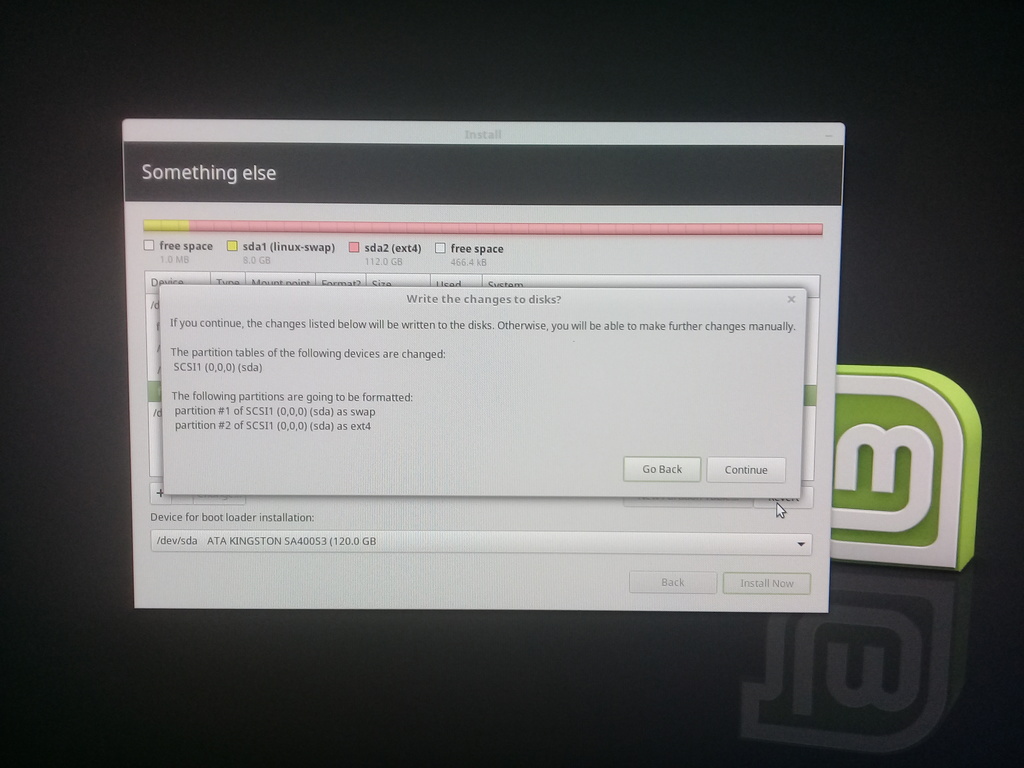 Install
Something else
free space sda1 (linux-swap) sda2 (ext4) free space
1.0 MB 8.0 GB 112.0 GB 466.4 kB
Device Type Mount point Format? Size Used System
Write the changes to disks?
If you continue, the changes listed below will be written to the disks. Otherwise, you will be able to make further changes manually.
The partition tables of the following devices are changed:
SCSI1 (0,0,0) (sda)
The following partitions are going to be formatted:
partition #1 of SCSI1 (0,0,0) (sda) as swap
partition #2 of SCSI1 (0,0,0) (sda) as ext4
Go Back Continue
+ Revert
Device for boot loader installation:
/dev/sda ATA KINGSTON SA400S3 (120.0 GB
Back Install Now